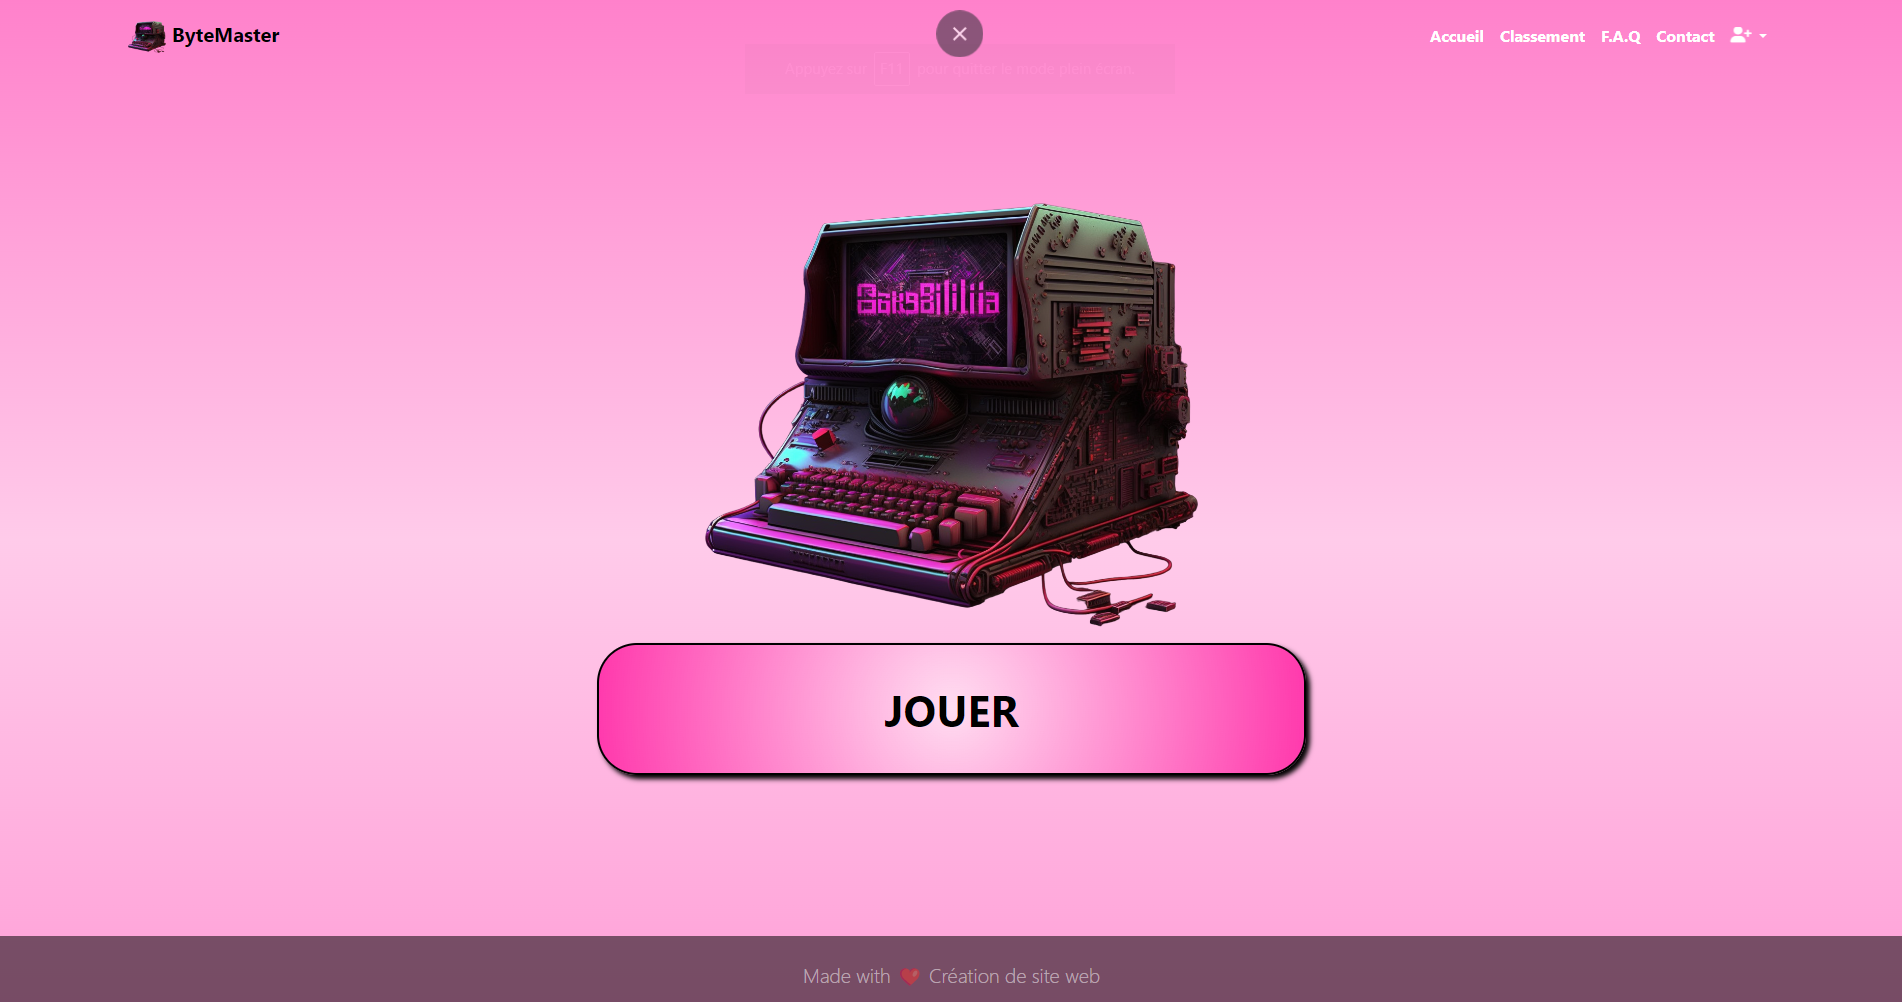 ByteMaster
Accueil Classement F.A.Q Contact
Appuyez sur F11 pour quitter le mode plein écran.
JOUER
Made with ❤️ Création de site web